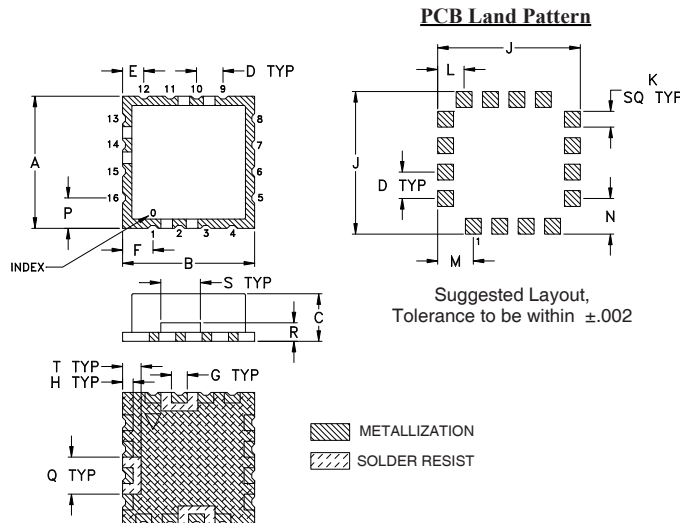 PCB Land Pattern
E
D TYP
12 11 10 9
13
14
15
16
8
7
6
5
A
P
0
1 2 3 4
F
INDEX
B
S TYP
C
R
T TYP
H TYP
G TYP
Q TYP
J
L
K
SQ TYP
J
D TYP
N
1
M
Suggested Layout,
Tolerance to be within ±.002
METALLIZATION
SOLDER RESIST